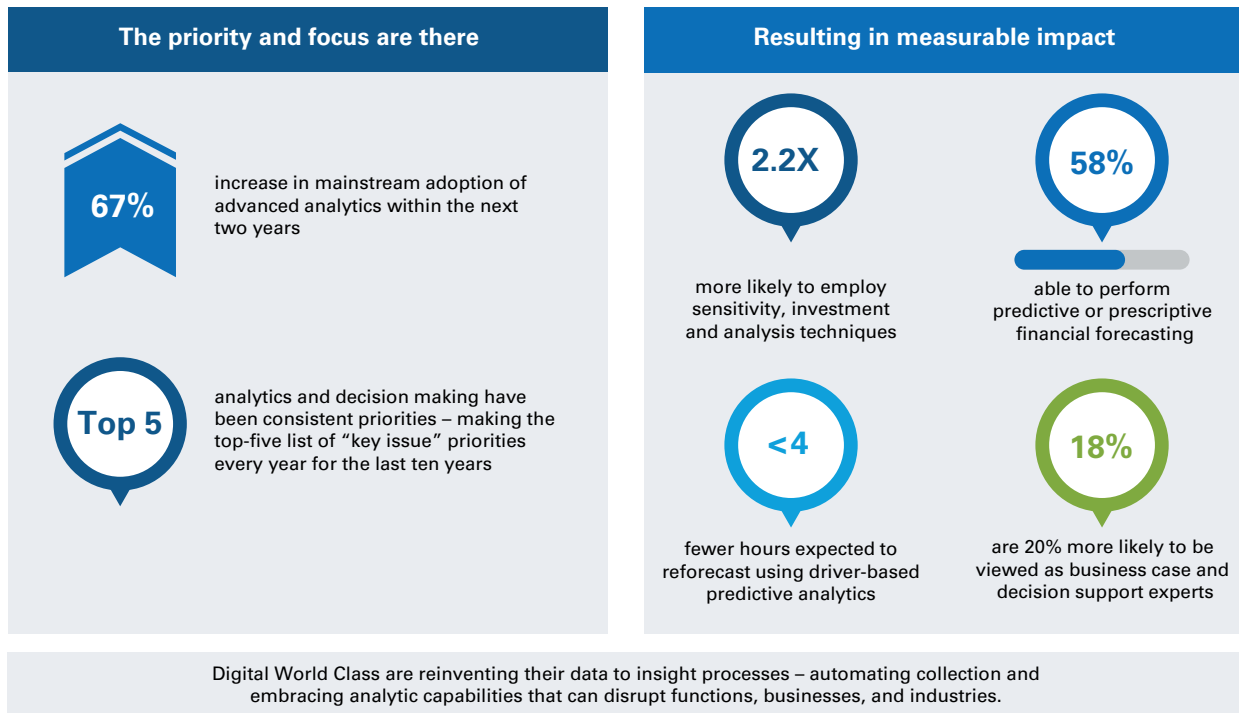 The priority and focus are there
67%
increase in mainstream adoption of
advanced analytics within the next
two years
Top 5
analytics and decision making have
been consistent priorities – making the
top-five list of “key issue” priorities
every year for the last ten years
Resulting in measurable impact
2.2X
more likely to employ
sensitivity, investment
and analysis techniques
58%
able to perform
predictive or prescriptive
financial forecasting
<4
fewer hours expected to
reforecast using driver-based
predictive analytics
18%
are 20% more likely to be
viewed as business case and
decision support experts
Digital World Class are reinventing their data to insight processes – automating collection and
embracing analytic capabilities that can disrupt functions, businesses, and industries.